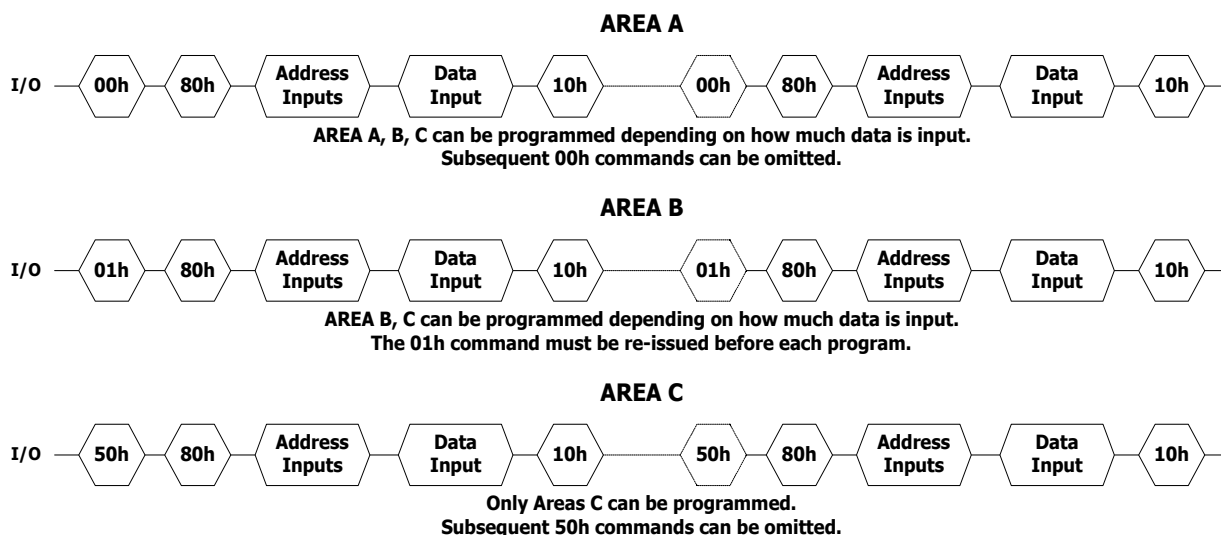 AREA A
I/O 00h 80h Address Inputs Data Input 10h 00h 80h Address Inputs Data Input 10h
AREA A, B, C can be programmed depending on how much data is input.
Subsequent 00h commands can be omitted.
AREA B
I/O 01h 80h Address Inputs Data Input 10h 01h 80h Address Inputs Data Input 10h
AREA B, C can be programmed depending on how much data is input.
The 01h command must be re-issued before each program.
AREA C
I/O 50h 80h Address Inputs Data Input 10h 50h 80h Address Inputs Data Input 10h
Only Areas C can be programmed.
Subsequent 50h commands can be omitted.